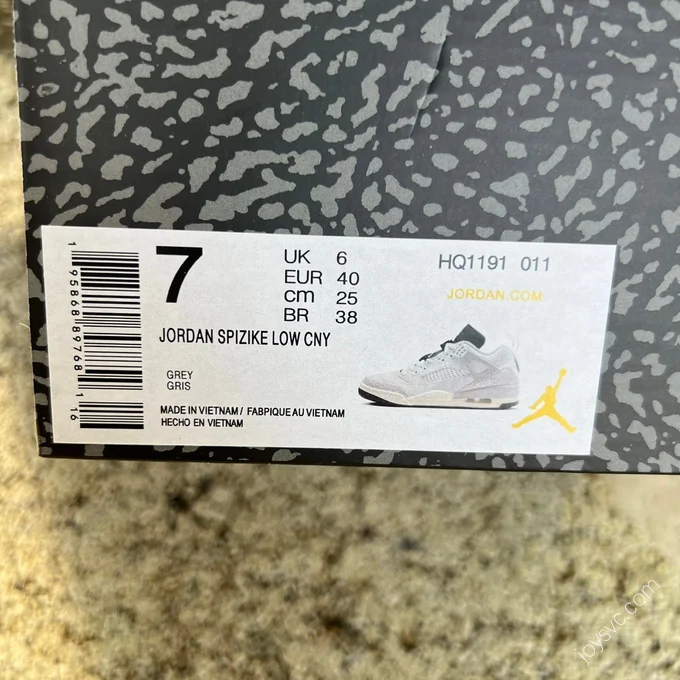 1 95868 89768 1 16
7
UK 6
EUR 40
cm 25
BR 38
HQ1191 011
JORDAN.COM
JORDAN SPIZIKE LOW CNY
GREY
GRIS
MADE IN VIETNAM / FABRIQUE AU VIETNAM
HECHO EN VIETNAM
joysvc.com